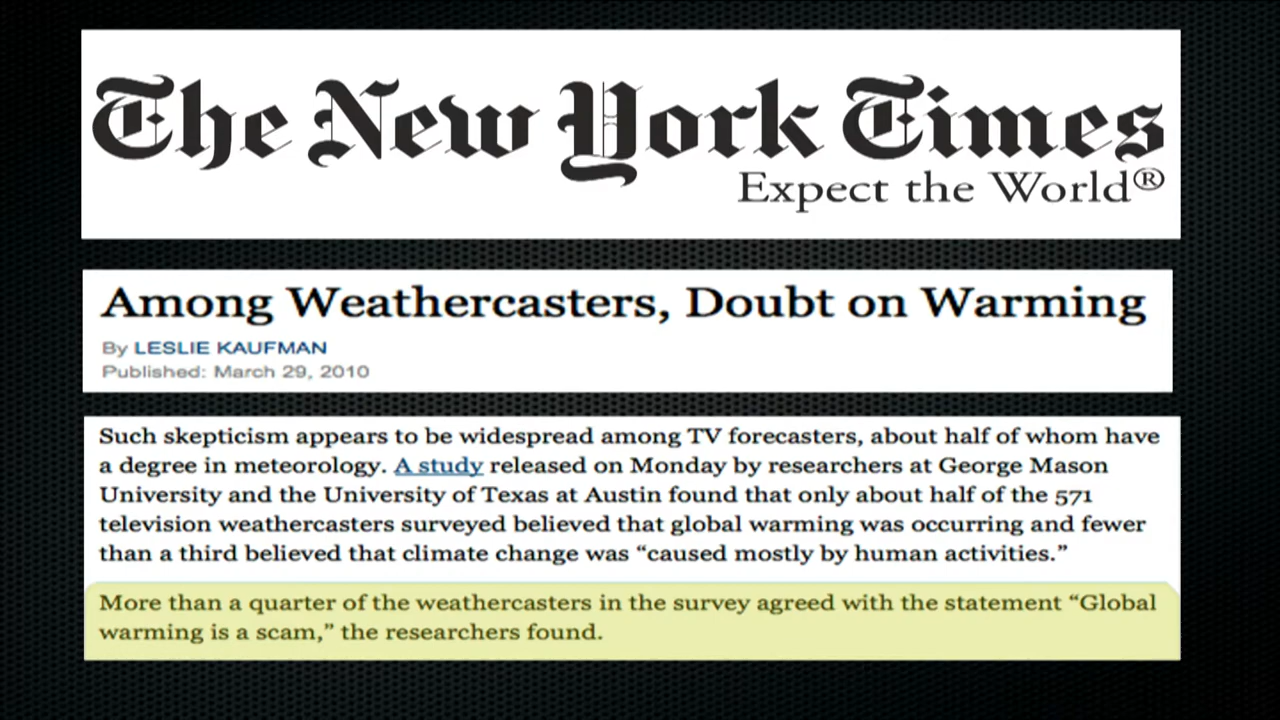 The New York Times
Expect the World®
Among Weathercasters, Doubt on Warming
By LESLIE KAUFMAN
Published: March 29, 2010
Such skepticism appears to be widespread among TV forecasters, about half of whom have
a degree in meteorology. A study released on Monday by researchers at George Mason
University and the University of Texas at Austin found that only about half of the 571
television weathercasters surveyed believed that global warming was occurring and fewer
than a third believed that climate change was “caused mostly by human activities.”
More than a quarter of the weathercasters in the survey agreed with the statement “Global
warming is a scam,” the researchers found.